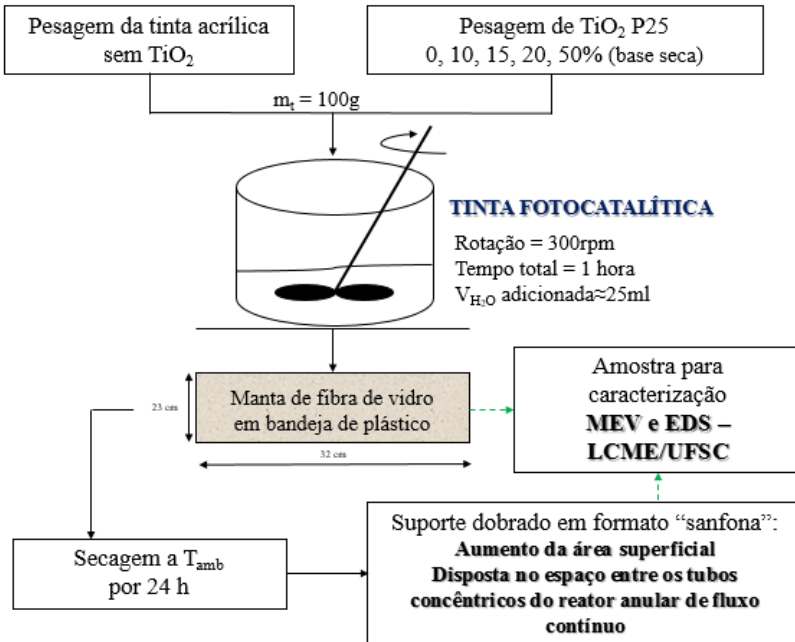 Pesagem da tinta acrílica
sem TiO₂
Pesagem de TiO₂ P25
0, 10, 15, 20, 50% (base seca)
mₜ = 100g
TINTA FOTOCATALÍTICA
Rotação = 300rpm
Tempo total = 1 hora
V_H₂O adicionada≈25ml
23 cm
Manta de fibra de vidro
em bandeja de plástico
32 cm
Amostra para
caracterização
MEV e EDS –
LCME/UFSC
Secagem a T_amb
por 24 h
Suporte dobrado em formato “sanfona”:
Aumento da área superficial
Disposta no espaço entre os tubos
concêntricos do reator anular de fluxo
contínuo